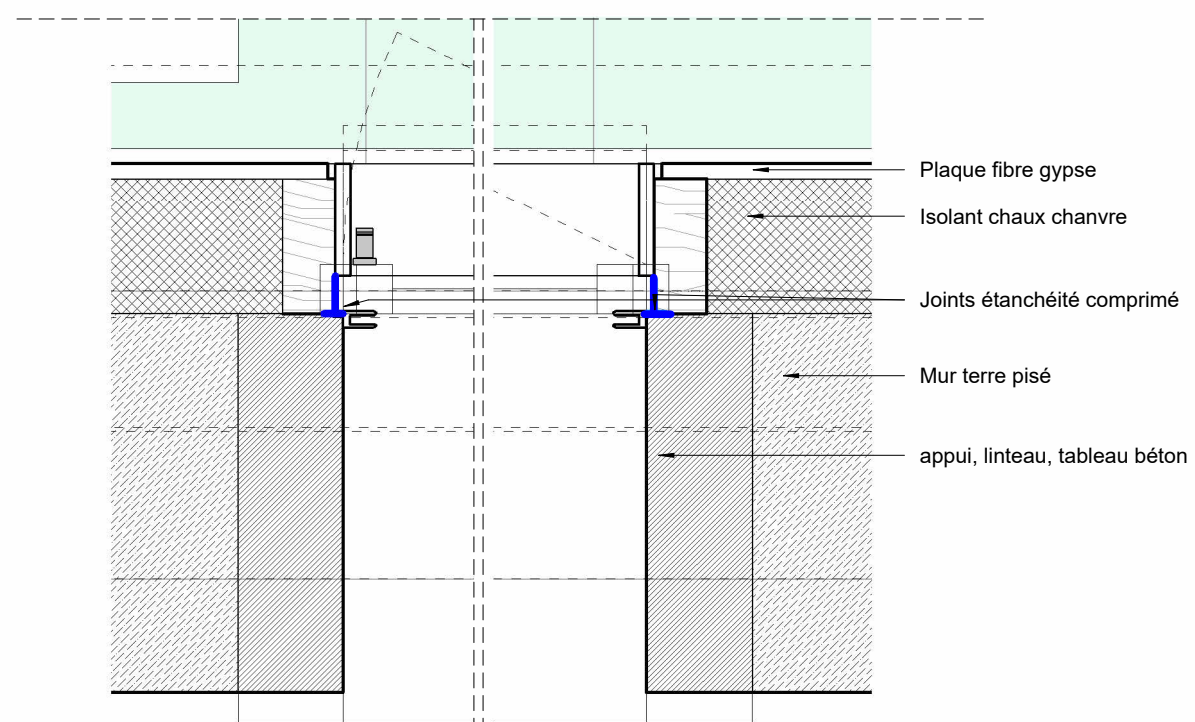 Plaque fibre gypse
Isolant chaux chanvre
Joints étanchéité comprimé
Mur terre pisé
appui, linteau, tableau béton